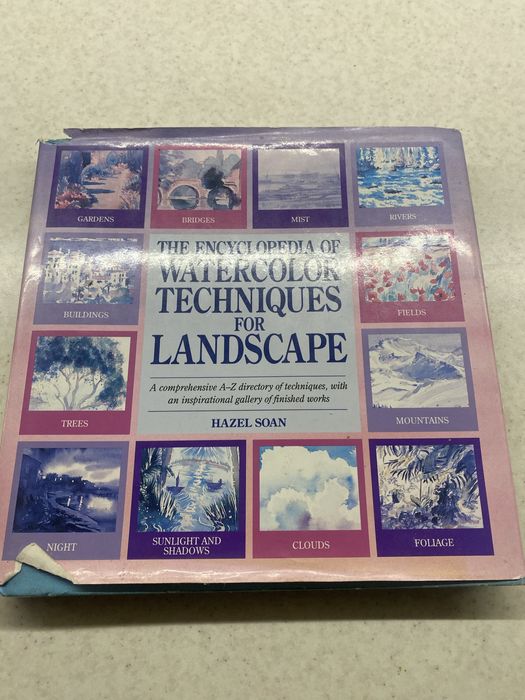 GARDENS
BRIDGES
MIST
RIVERS
THE ENCYCLOPEDIA OF
WATERCOLOR
TECHNIQUES
FOR
LANDSCAPE
BUILDINGS
FIELDS
A comprehensive A–Z directory of techniques, with
an inspirational gallery of finished works
HAZEL SOAN
TREES
MOUNTAINS
NIGHT
SUNLIGHT AND
SHADOWS
CLOUDS
FOLIAGE